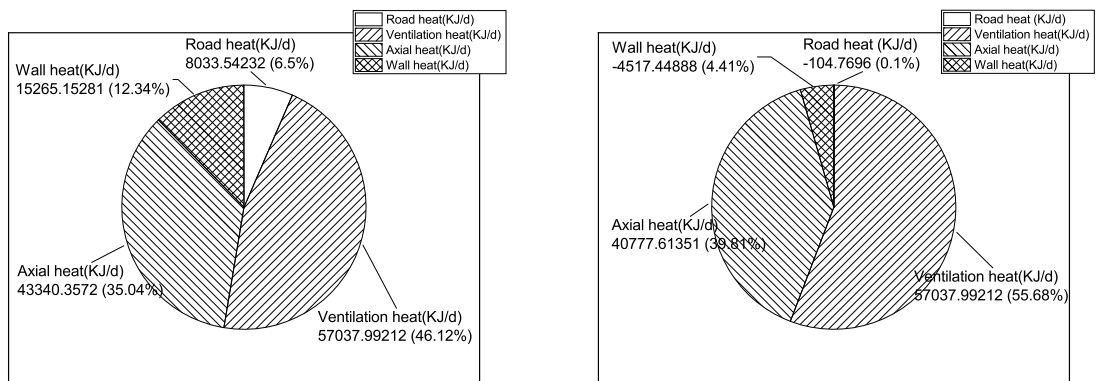 Road heat(KJ/d)
Ventilation heat(KJ/d)
Axial heat(KJ/d)
Wall heat(KJ/d)
Road heat(KJ/d)
8033.54232 (6.5%)
Wall heat(KJ/d)
15265.15281 (12.34%)
Axial heat(KJ/d)
43340.3572 (35.04%)
Ventilation heat(KJ/d)
57037.99212 (46.12%)
Road heat (KJ/d)
Ventilation heat(KJ/d)
Axial heat(KJ/d)
Wall heat(KJ/d)
Road heat (KJ/d)
-104.7696 (0.1%)
Wall heat(KJ/d)
-4517.44888 (4.41%)
Axial heat(KJ/d)
40777.61351 (39.81%)
Ventilation heat(KJ/d)
57037.99212 (55.68%)